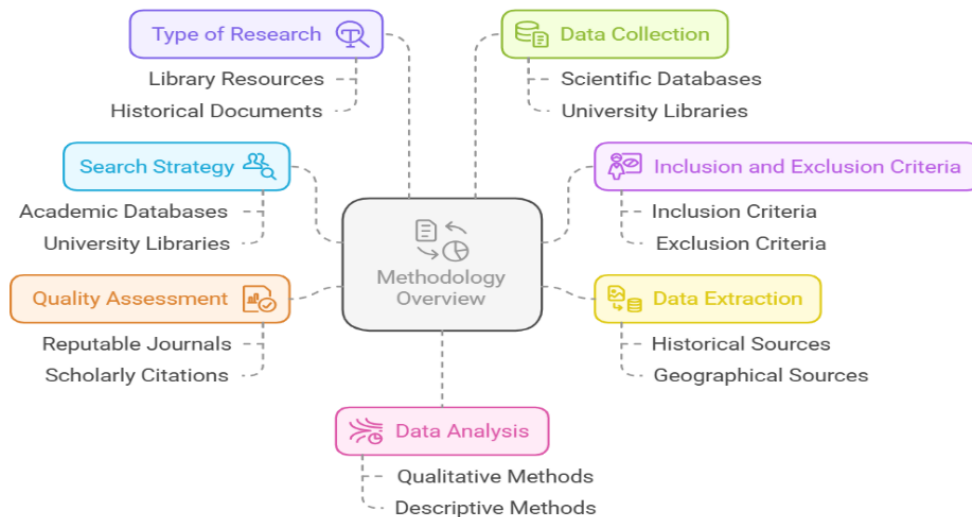 Type of Research
Library Resources
Historical Documents
Data Collection
Scientific Databases
University Libraries
Search Strategy
Academic Databases
University Libraries
Inclusion and Exclusion Criteria
Inclusion Criteria
Exclusion Criteria
Methodology
Overview
Quality Assessment
Reputable Journals
Scholarly Citations
Data Extraction
Historical Sources
Geographical Sources
Data Analysis
Qualitative Methods
Descriptive Methods